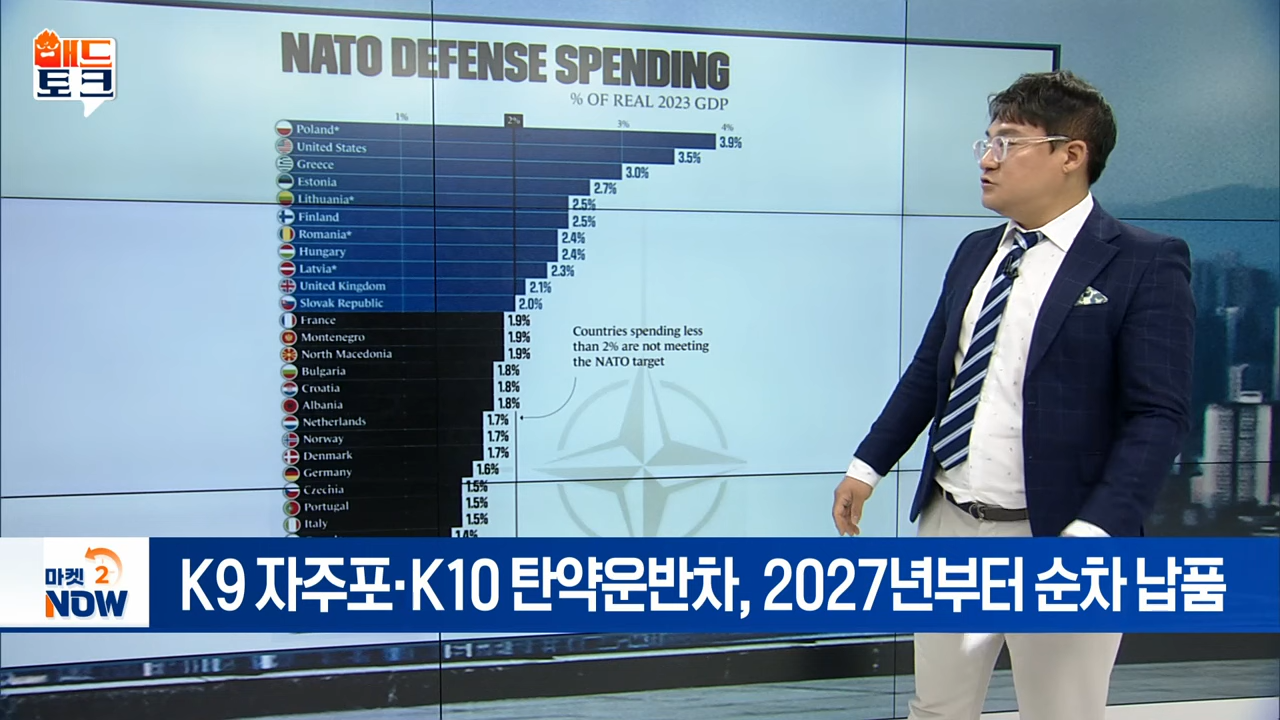 해드
토크
NATO DEFENSE SPENDING
% OF REAL 2023 GDP
1% 2% 3% 4%
Poland* 3.9%
United States 3.5%
Greece 3.0%
Estonia 2.7%
Lithuania* 2.5%
Finland 2.5%
Romania* 2.4%
Hungary 2.4%
Latvia* 2.3%
United Kingdom 2.1%
Slovak Republic 2.0%
France 1.9%
Montenegro 1.9%
North Macedonia 1.9%
Bulgaria 1.8%
Croatia 1.8%
Albania 1.8%
Netherlands 1.7%
Norway 1.7%
Denmark 1.7%
Germany 1.6%
Czechia 1.5%
Portugal 1.5%
Italy 1.5%
1.4%
Countries spending less
than 2% are not meeting
the NATO target
마켓 2
NOW
K9 자주포·K10 탄약운반차, 2027년부터 순차 납품